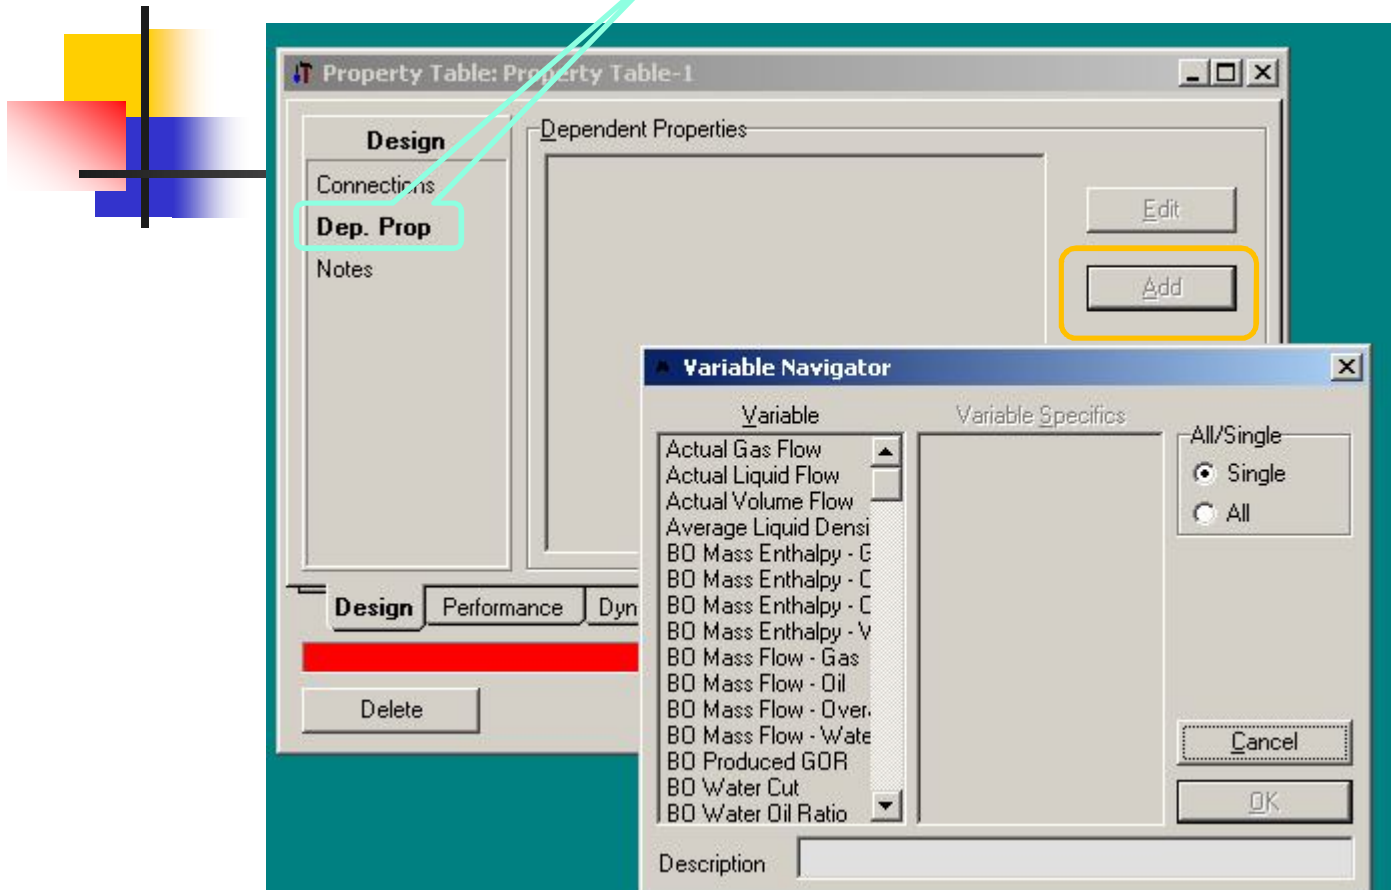 Property Table: Property Table-1
Design
Connections
Dep. Prop
Notes
Dependent Properties
Edit
Add
Design
Performance
Dyn
Delete
Variable Navigator
Variable
Variable Specifics
Actual Gas Flow
Actual Liquid Flow
Actual Volume Flow
Average Liquid Densi
BO Mass Enthalpy - G
BO Mass Enthalpy - O
BO Mass Enthalpy - O
BO Mass Enthalpy - V
BO Mass Flow - Gas
BO Mass Flow - Oil
BO Mass Flow - Over
BO Mass Flow - Wate
BO Produced GOR
BO Water Cut
BO Water Oil Ratio
All/Single
Single
All
Cancel
OK
Description